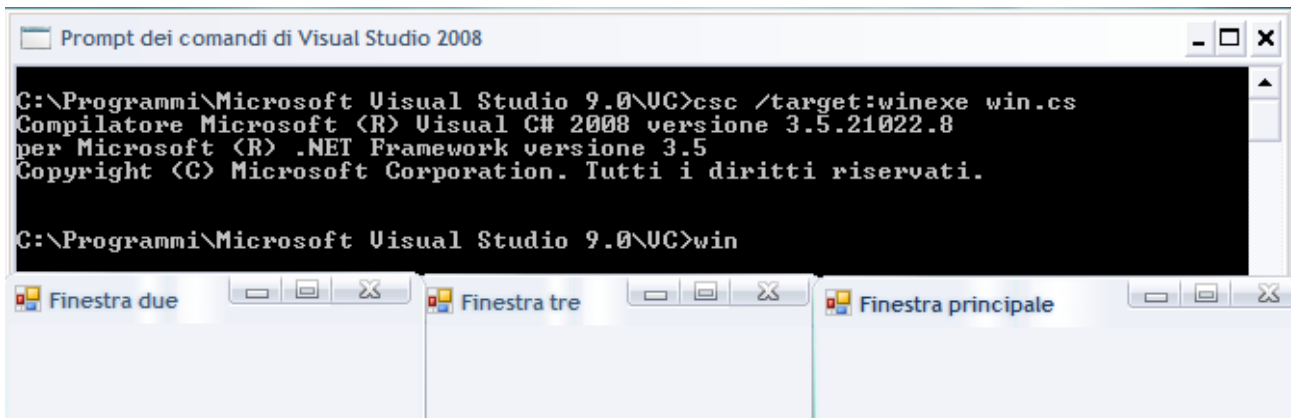 Prompt dei comandi di Visual Studio 2008
C:\Programmi\Microsoft Visual Studio 9.0\VC>csc /target:winexe win.cs
Compilatore Microsoft (R) Visual C# 2008 versione 3.5.21022.8
per Microsoft (R) .NET Framework versione 3.5
Copyright (C) Microsoft Corporation. Tutti i diritti riservati.
C:\Programmi\Microsoft Visual Studio 9.0\VC>win
Finestra due
Finestra tre
Finestra principale